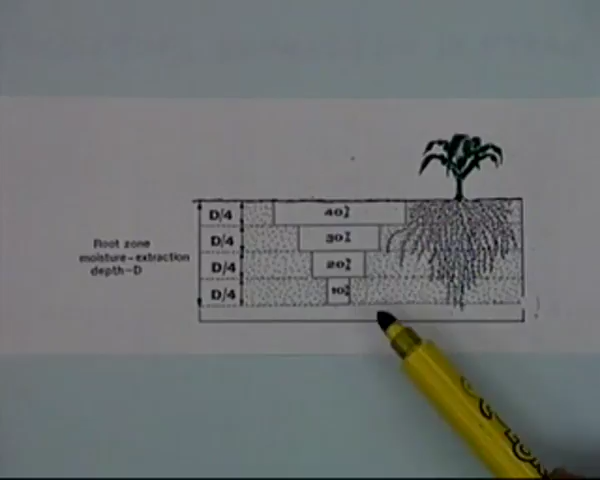 D/4 40%
D/4 30%
D/4 20%
D/4 10%
Root zone
moisture-extraction
depth-D